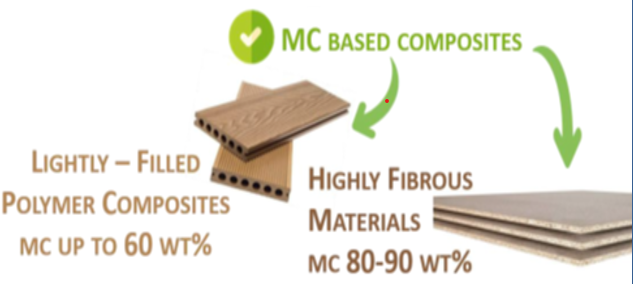 MC BASED COMPOSITES
LIGHTLY – FILLED
POLYMER COMPOSITES
MC UP TO 60 WT%
HIGHLY FIBROUS
MATERIALS
MC 80-90 WT%